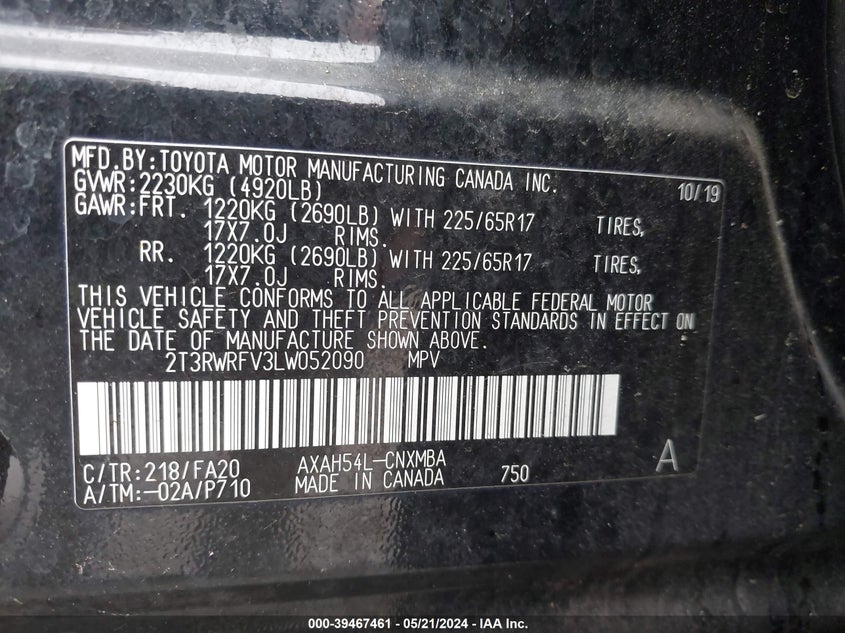 MFD.BY:TOYOTA MOTOR MANUFACTURING CANADA INC. 10/19
GVWR:2230KG (4920LB)
GAWR:FRT. 1220KG (2690LB) WITH 225/65R17 TIRES,
17X7.0J RIMS.
RR. 1220KG (2690LB) WITH 225/65R17 TIRES,
17X7.0J RIMS.
THIS VEHICLE CONFORMS TO ALL APPLICABLE FEDERAL MOTOR
VEHICLE SAFETY AND THEFT PREVENTION STANDARDS IN EFFECT ON
THE DATE OF MANUFACTURE SHOWN ABOVE.
2T3RWRFV3LW052090 MPV
C/TR:218/FA20 AXAH54L-CNXMBA A
A/TM:-02A/P710 MADE IN CANADA 750
000-39467461 - 05/21/2024 - IAA Inc.